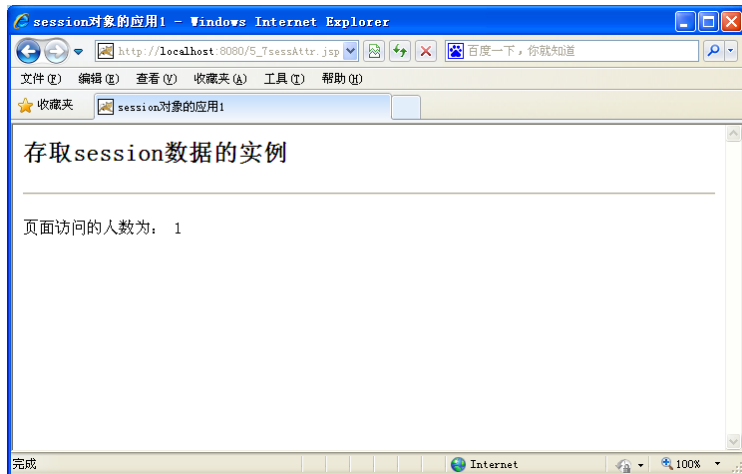 session对象的应用1 - Windows Internet Explorer
http://localhost:8080/5_7sessAttr.jsp 百度一下，你就知道
文件(F) 编辑(E) 查看(V) 收藏夹(A) 工具(T) 帮助(H)
收藏夹 session对象的应用1
存取session数据的实例
页面访问的人数为： 1
完成 Internet 100%